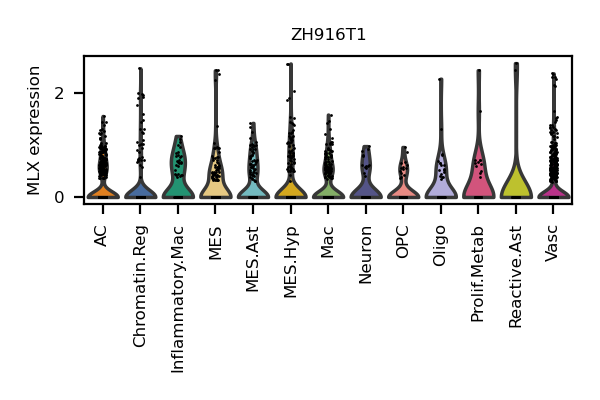 ZH916T1
MLX expression
2
0
AC
Chromatin.Reg
Inflammatory.Mac
MES
MES.Ast
MES.Hyp
Mac
Neuron
OPC
Oligo
Prolif.Metab
Reactive.Ast
Vasc